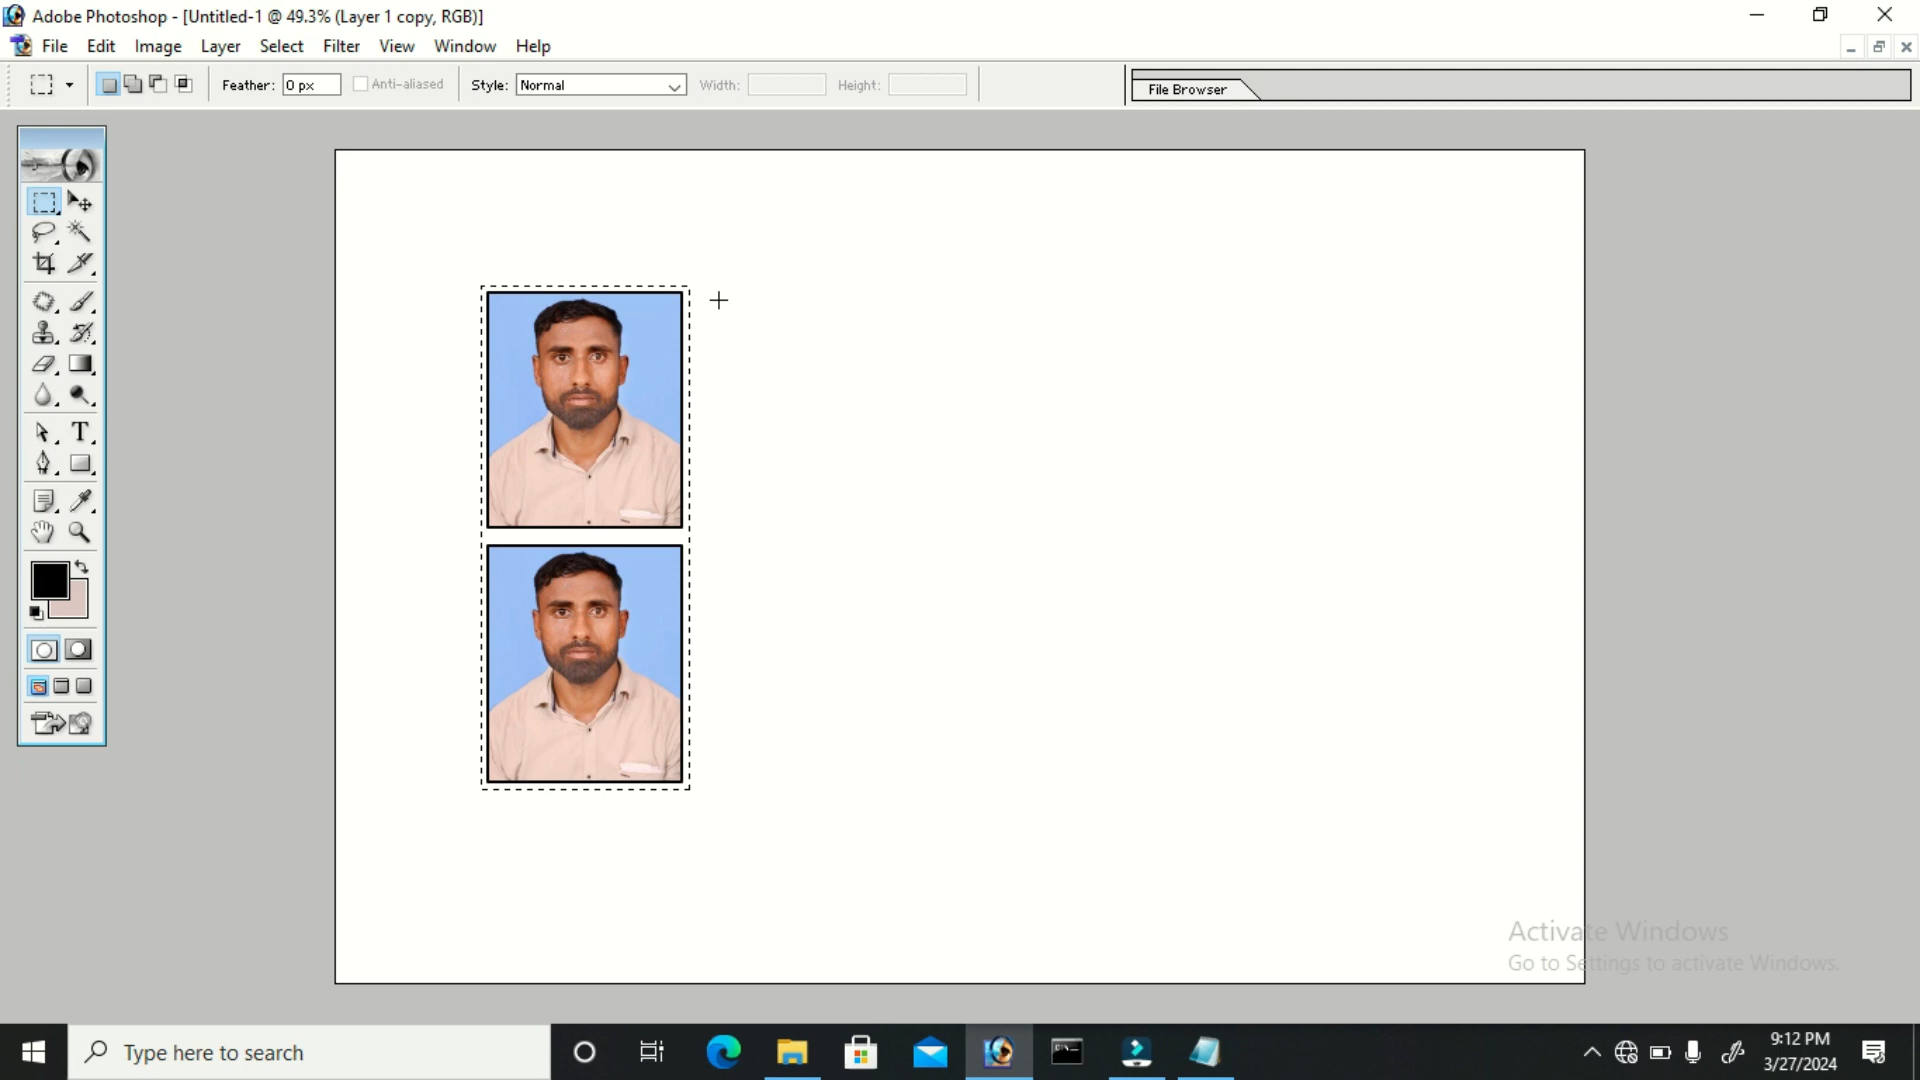 Adobe Photoshop - [Untitled-1 @ 49.3% (Layer 1 copy, RGB)]
File Edit Image Layer Select Filter View Window Help
Feather: 0 px Anti-aliased Style: Normal Width: Height: File Browser
T
Activate Windows
Go to Settings to activate Windows.
Type here to search
9:12 PM
3/27/2024